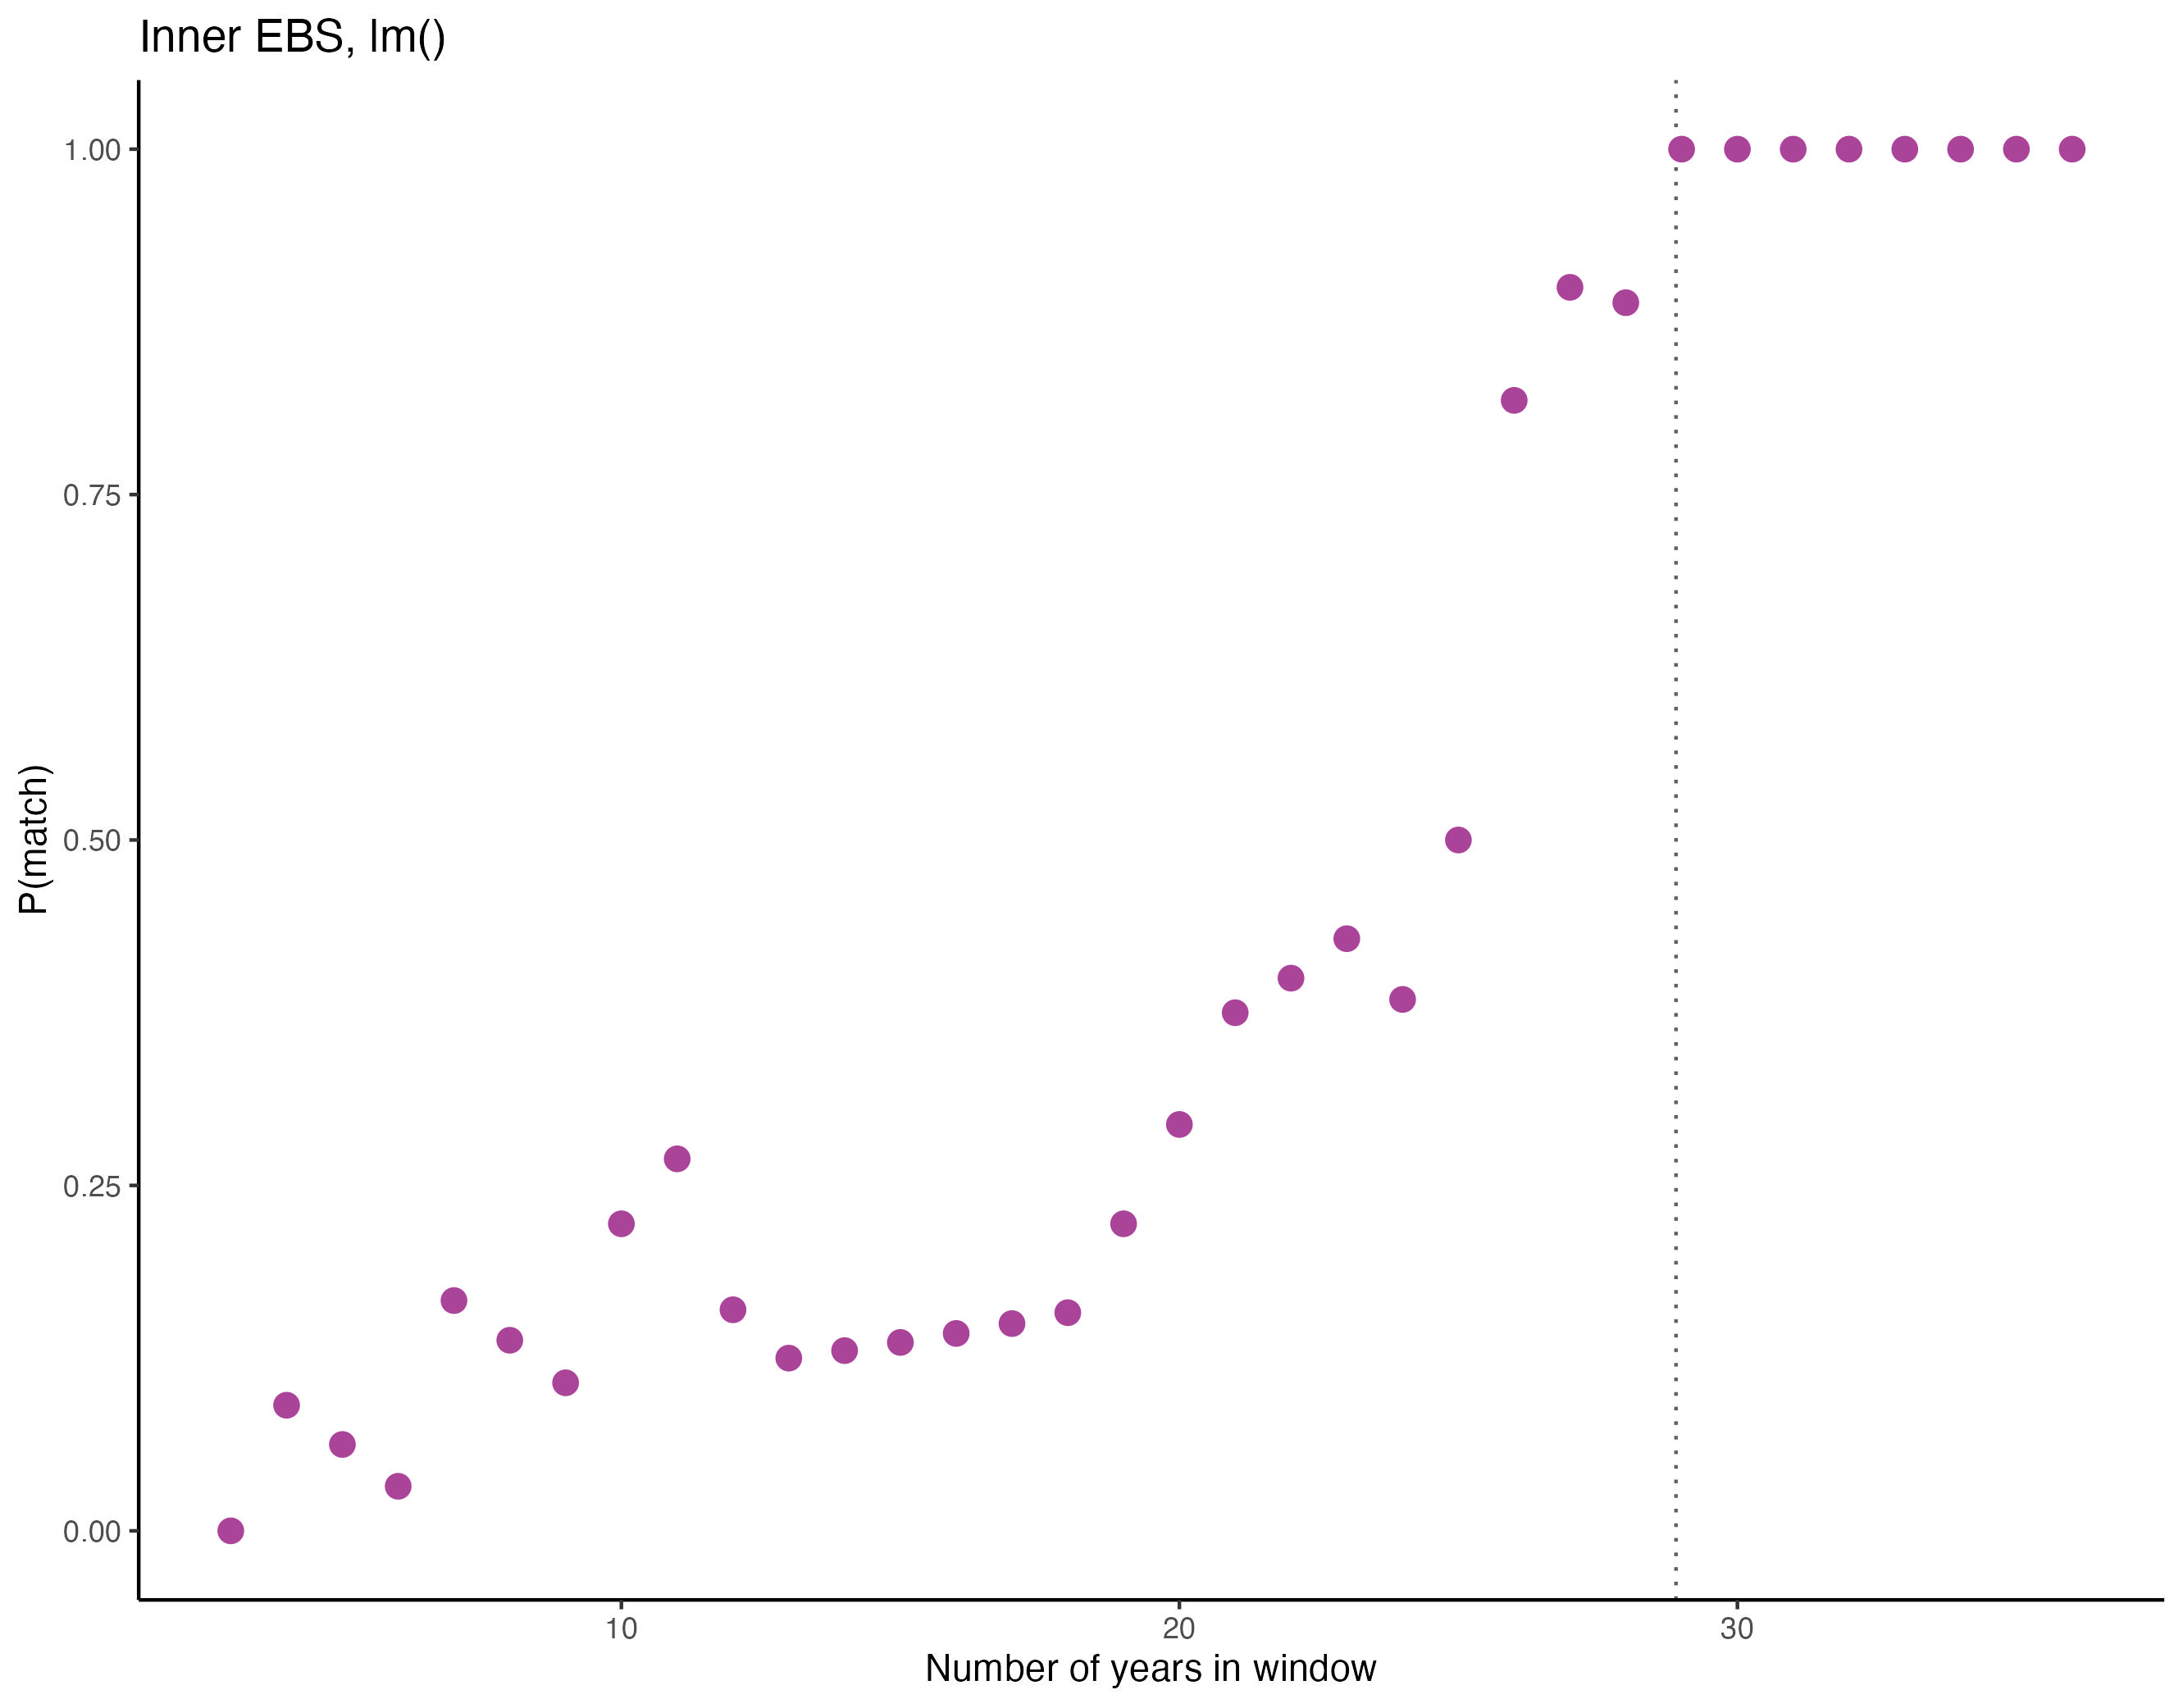 Inner EBS, lm()
P(match)
1.00
0.75
0.50
0.25
0.00
10 20 30
Number of years in window